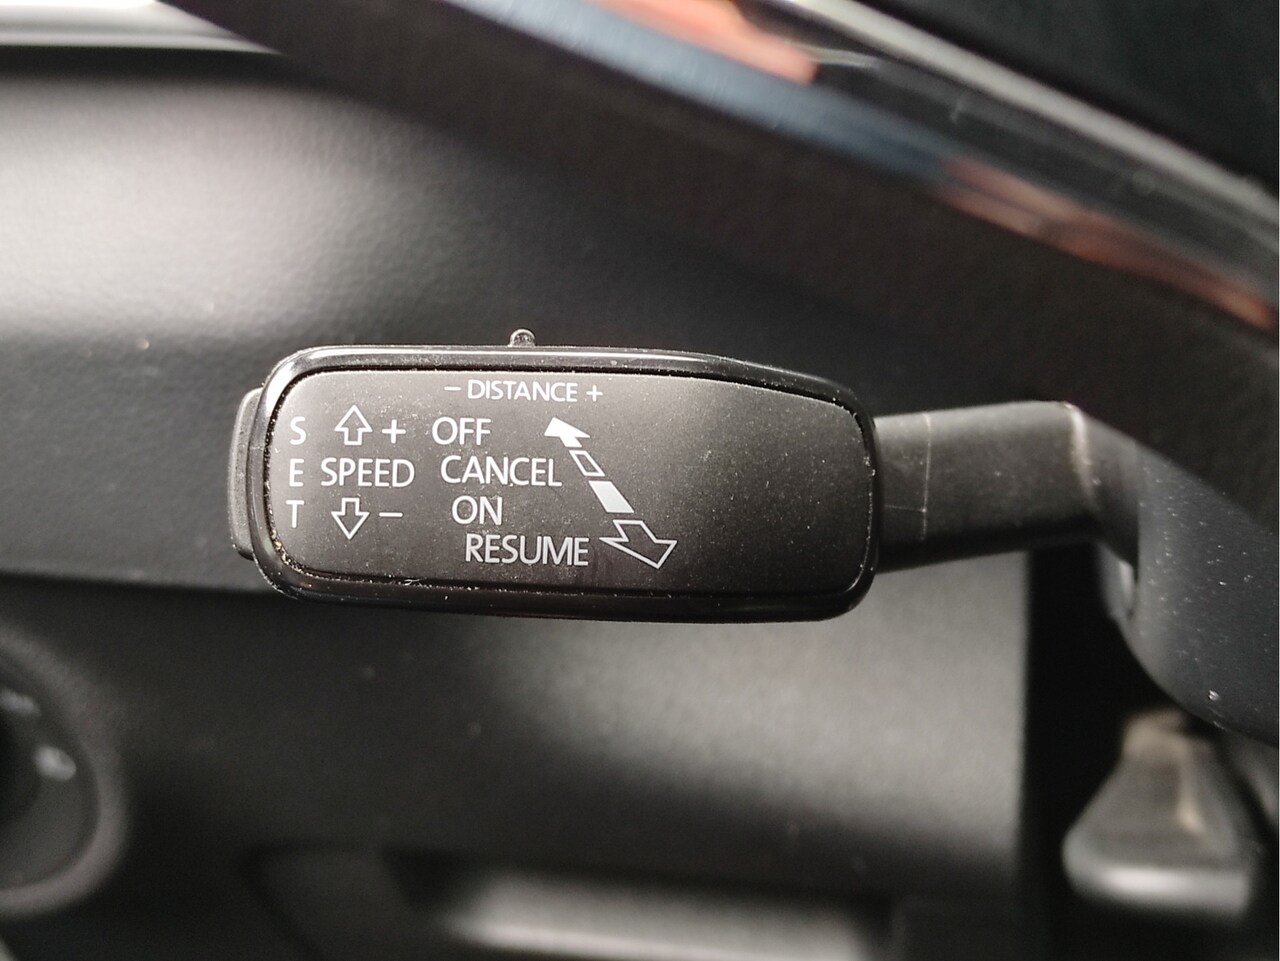 − DISTANCE +
S + OFF
E SPEED CANCEL
T − ON
RESUME